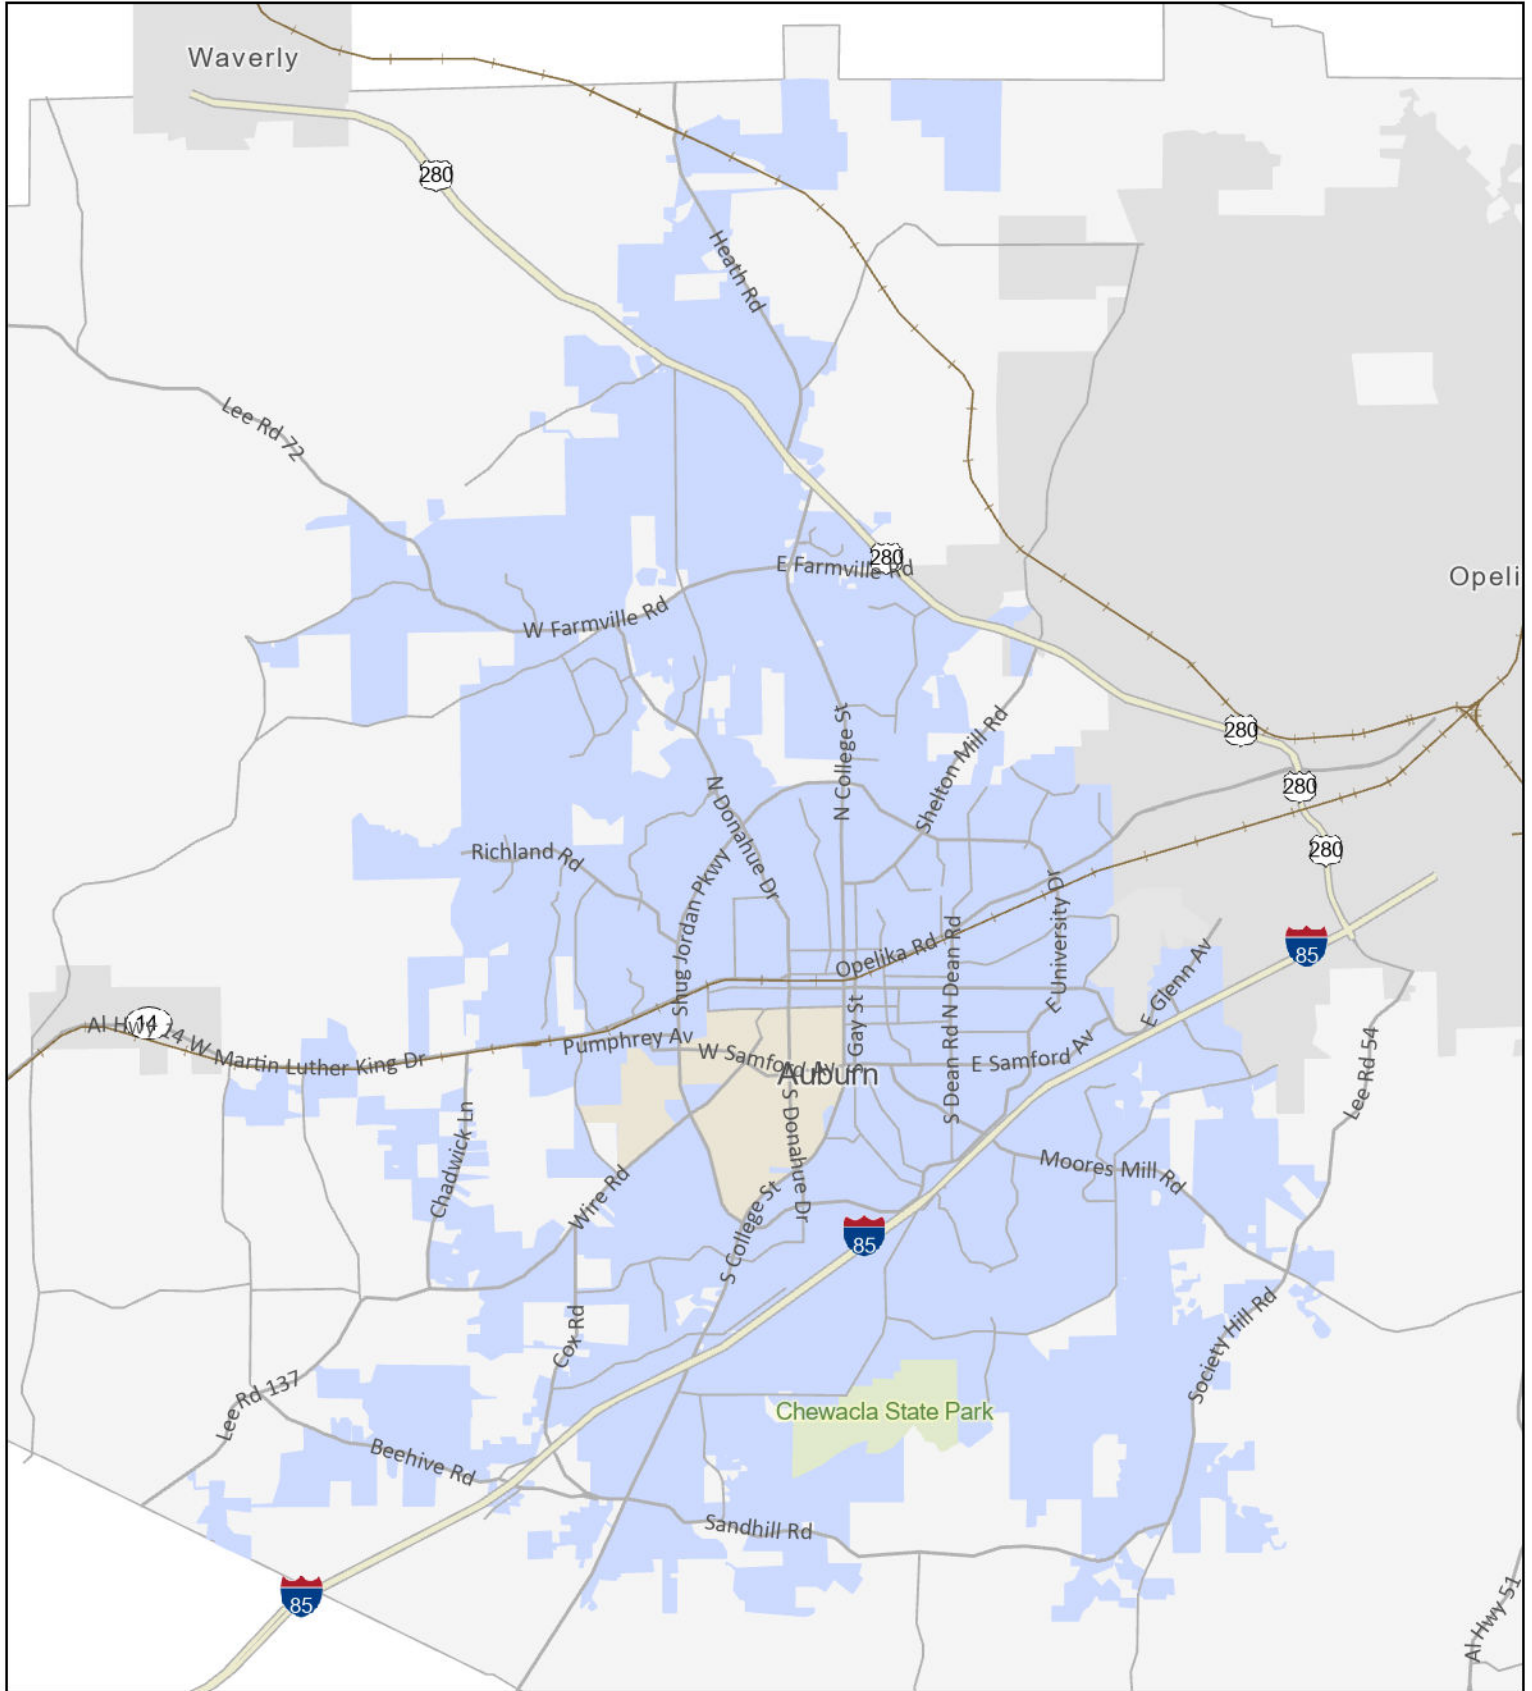 Waverly
280
Heath Rd
Lee Rd 72
280
E Farmville Rd
Opeli
W Farmville Rd
N College St
Shelton Mill Rd
280
280
280
N Donahue Dr
Richland Rd
Shug Jordan Pkwy
E University Dr
N Dean Rd
Opelika Rd
85
E Glenn Av
14
Al Hwy 14
W Martin Luther King Dr
Pumphrey Av
W Samford Av
S Gay St
S Dean Rd
E Samford Av
Lee Rd 54
Auburn
S Donahue Dr
Chadwick Ln
Wire Rd
Moores Mill Rd
S College St
85
Cox Rd
Society Hill Rd
Lee Rd 137
Chewacla State Park
Beehive Rd
Sandhill Rd
85
Al Hwy 51